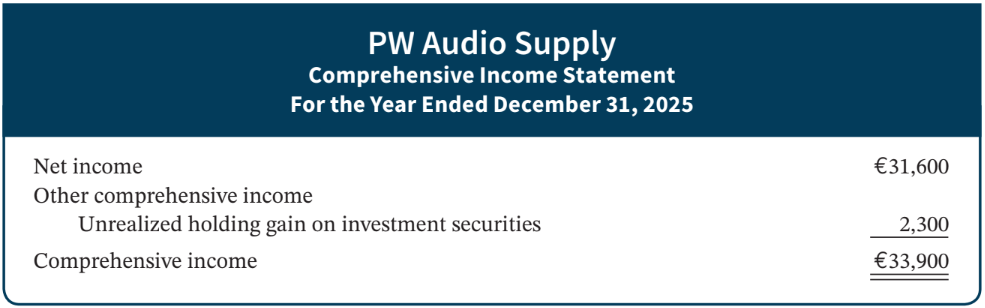 PW Audio Supply
Comprehensive Income Statement
For the Year Ended December 31, 2025
Net income €31,600
Other comprehensive income
Unrealized holding gain on investment securities 2,300
Comprehensive income €33,900